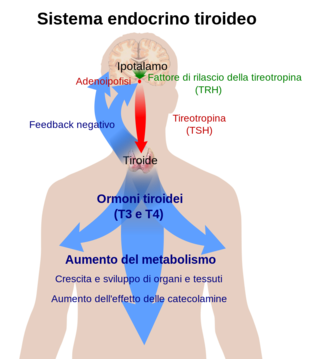 Sistema endocrino tiroideo
Ipotalamo
Adenoipofisi
Fattore di rilascio della tireotropina
(TRH)
Tireotropina
(TSH)
Feedback negativo
Tiroide
Ormoni tiroidei
(T3 e T4)
Aumento del metabolismo
Crescita e sviluppo di organi e tessuti
Aumento dell'effetto delle catecolamine